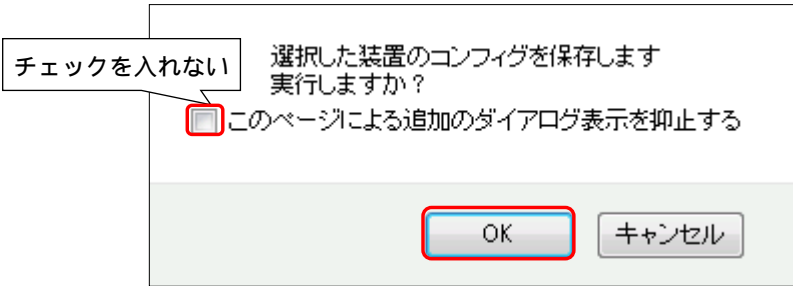 選択した装置のコンフィグを保存します
実行しますか？
チェックを入れない
このページによる追加のダイアログ表示を抑止する
OK
キャンセル